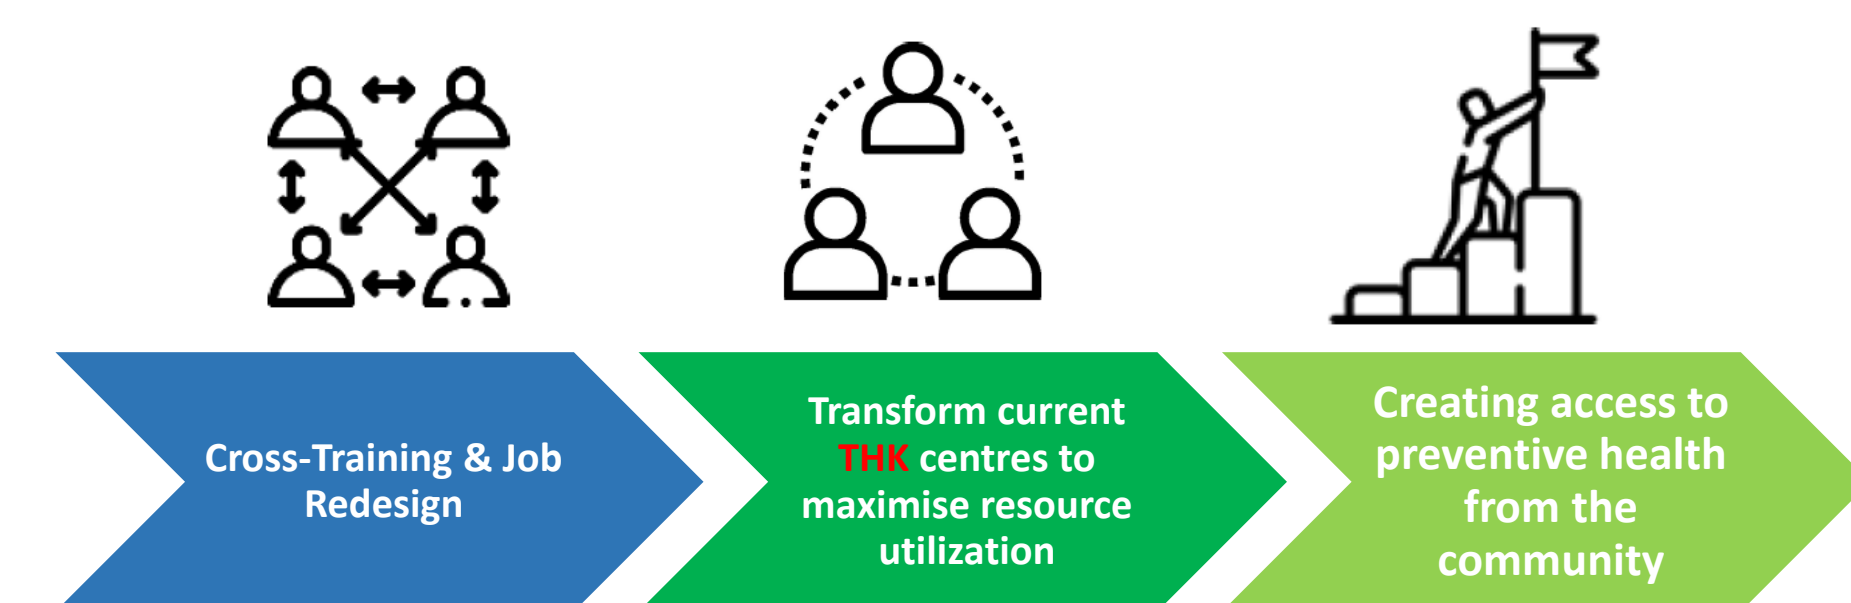 Cross-Training & Job
Redesign
Transform current
THK centres to
maximise resource
utilization
Creating access to
preventive health
from the
community